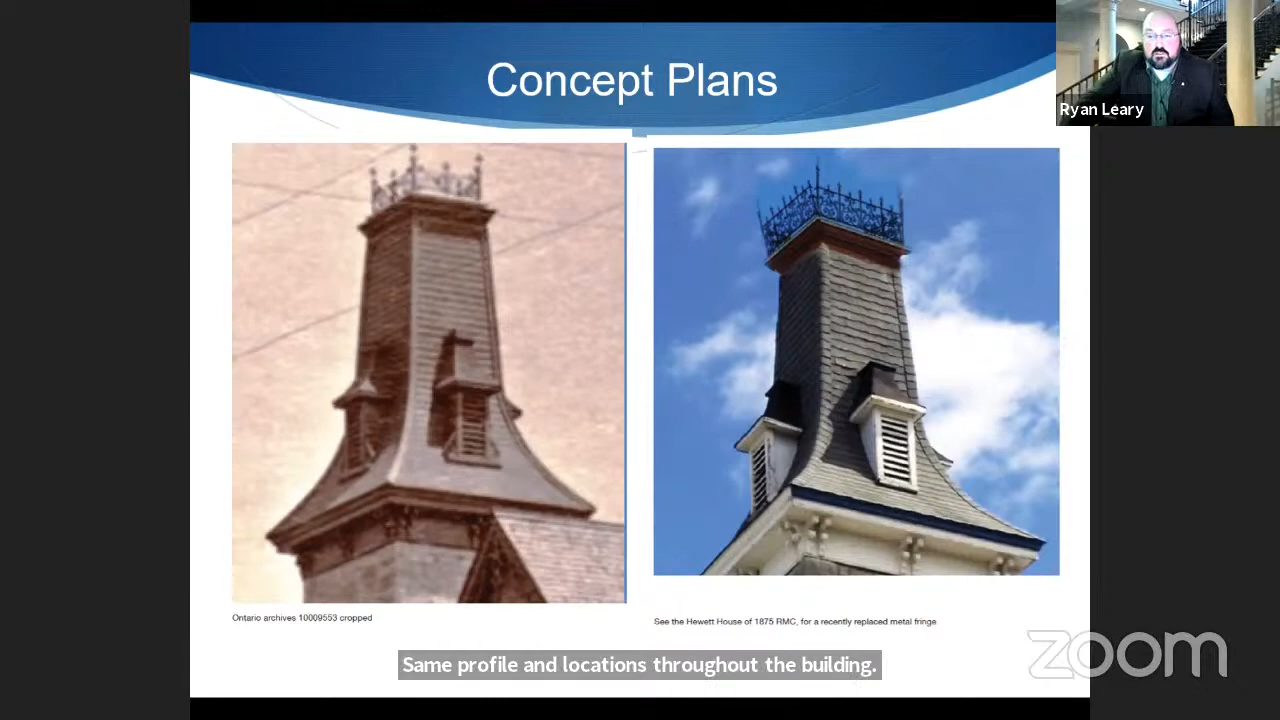 Concept Plans
Ryan Leary
Ontario archives 10009553 cropped
See the Hewett House of 1875 RMC, for a recently replaced metal fringe
Same profile and locations throughout the building.
zoom